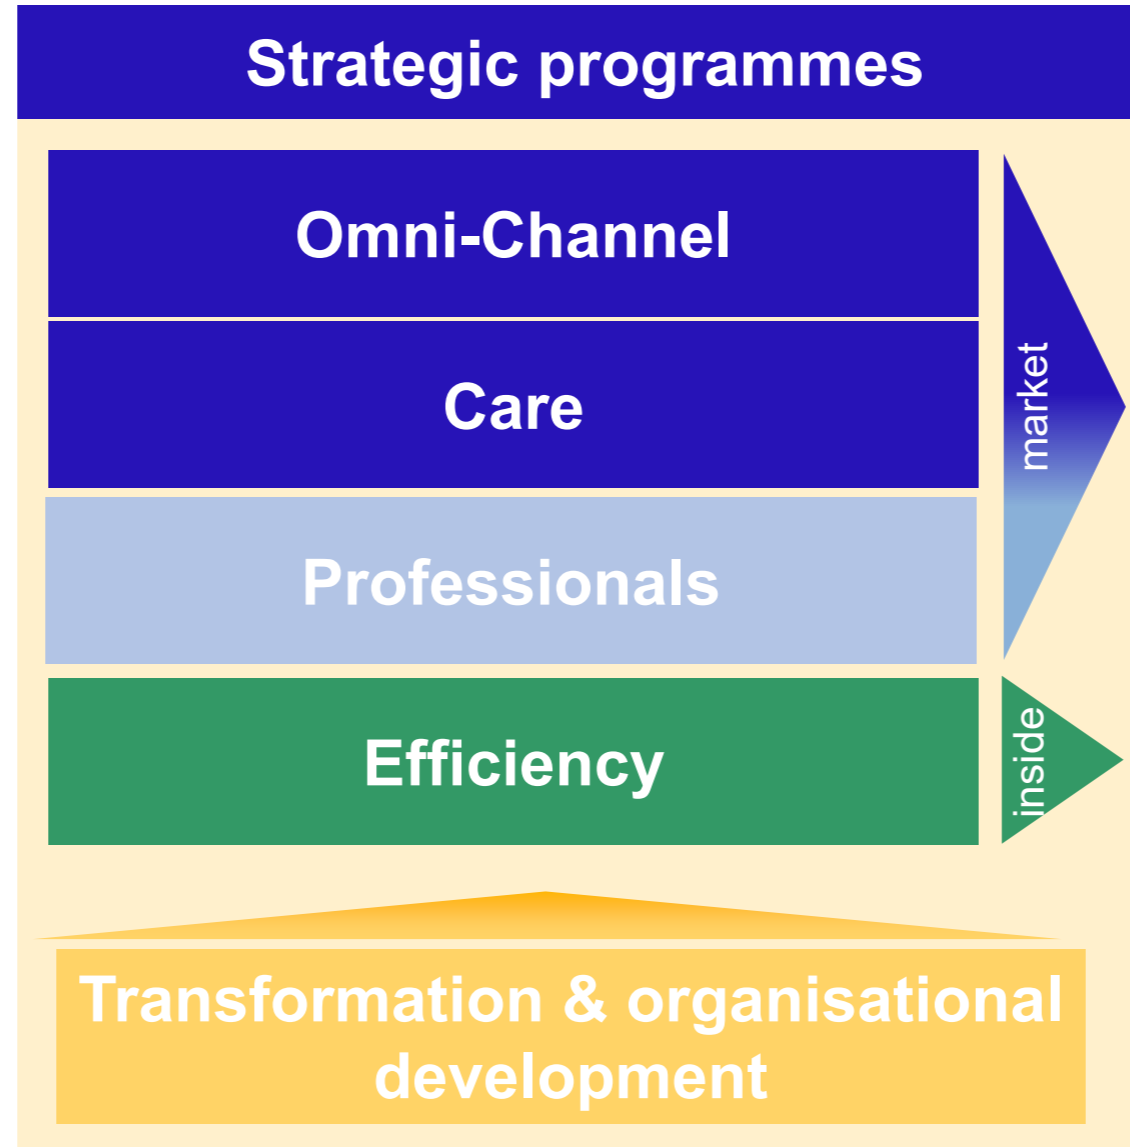 Strategic programmes
Omni-Channel
Care
market
Professionals
Efficiency
inside
Transformation & organisational
development